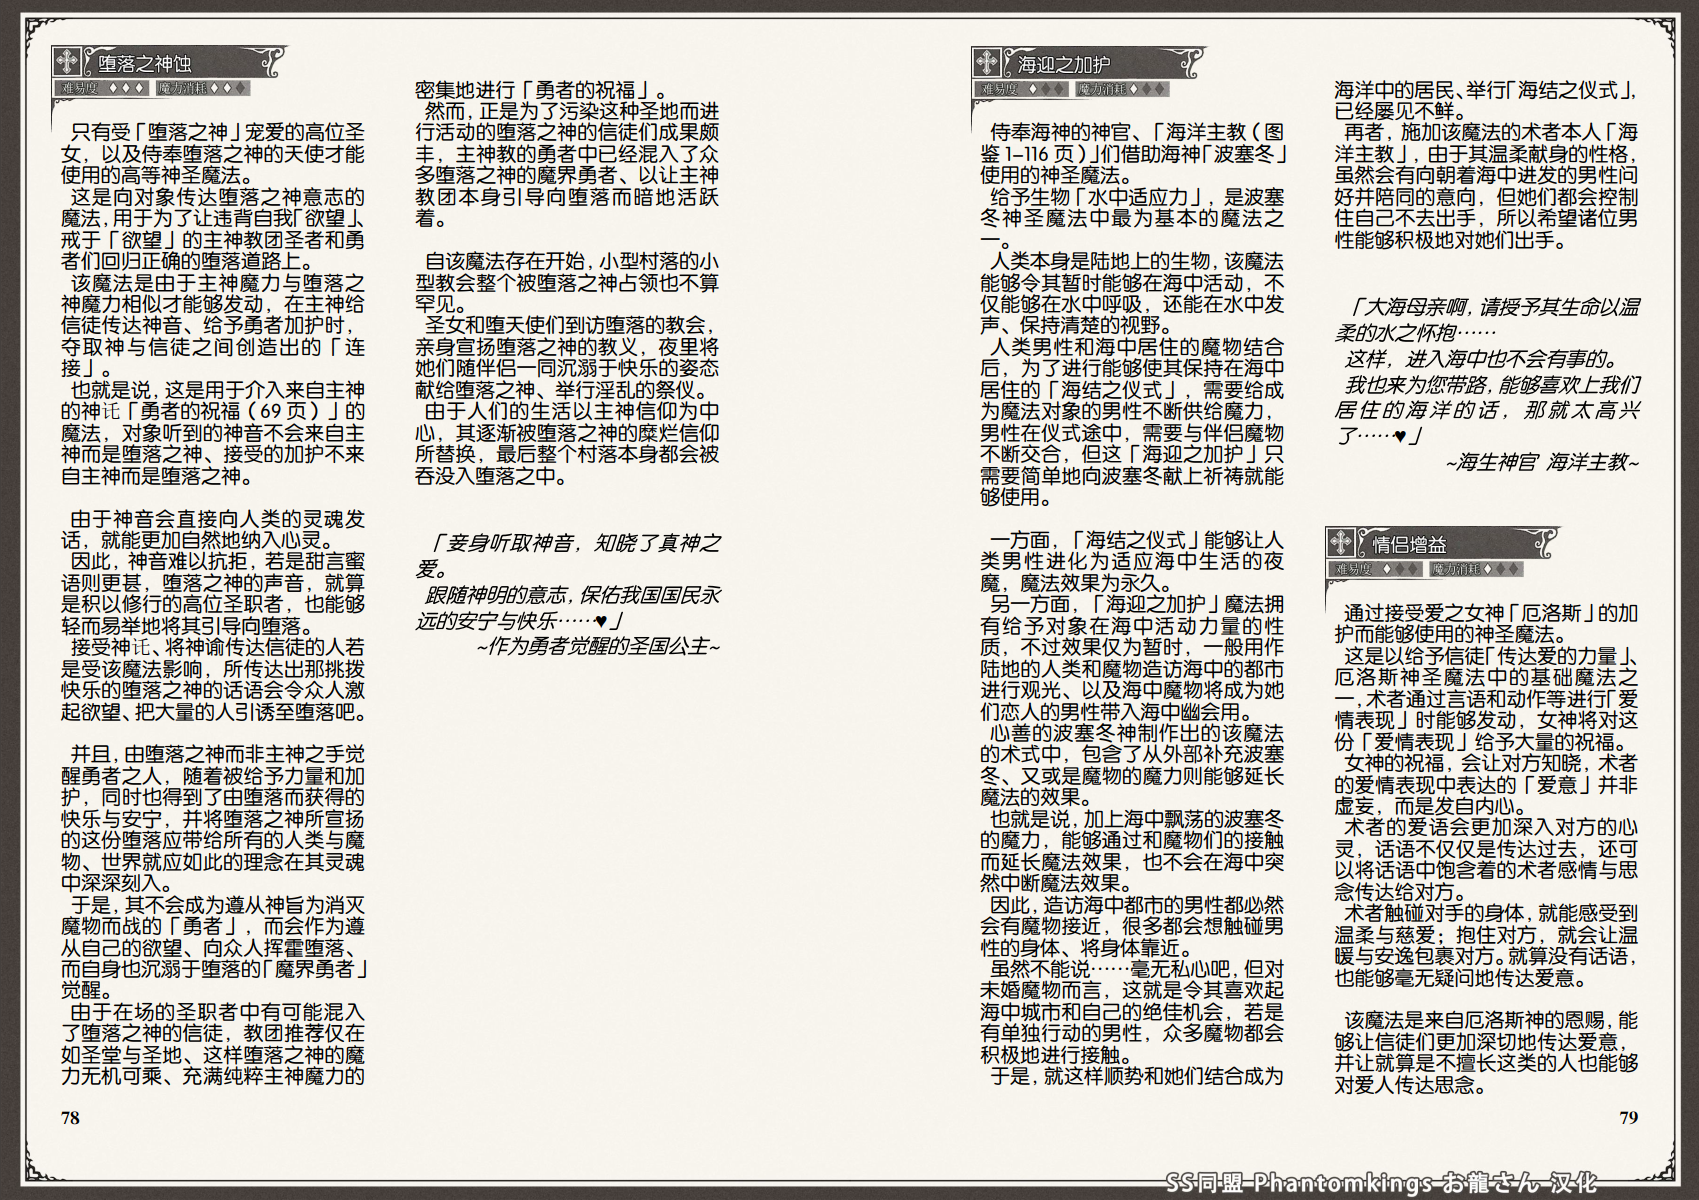 堕落之神蚀
难易度 ◆◆◆ 魔力消耗 ◆◆◆
只有受「堕落之神」宠爱的高位圣
女，以及侍奉堕落之神的天使才能
使用的高等神圣魔法。
这是向对象传达堕落之神意志的
魔法，用于为了让违背自我「欲望」、
戒于「欲望」的主神教团圣者和勇
者们回归正确的堕落道路上。
该魔法是由于主神魔力与堕落之
神魔力相似才能够发动，在主神给
信徒传达神音、给予勇者加护时，
夺取神与信徒之间创造出的「连
接」。
也就是说，这是用于介入来自主神
的神讬「勇者的祝福（69 页）」的
魔法，对象听到的神音不会来自主
神而是堕落之神、接受的加护不来
自主神而是堕落之神。
由于神音会直接向人类的灵魂发
话，就能更加自然地纳入心灵。
因此，神音难以抗拒，若是甜言蜜
语则更甚，堕落之神的声音，就算
是积以修行的高位圣职者，也能够
轻而易举地将其引导向堕落。
接受神讬、将神谕传达信徒的人若
是受该魔法影响，所传达出那挑拨
快乐的堕落之神的话语会令众人激
起欲望、把大量的人引诱至堕落吧。
并且，由堕落之神而非主神之手觉
醒勇者之人，随着被给予力量和加
护，同时也得到了由堕落而获得的
快乐与安宁，并将堕落之神所宣扬
的这份堕落应带给所有的人类与魔
物、世界就应如此的理念在其灵魂
中深深刻入。
于是，其不会成为遵从神旨为消灭
魔物而战的「勇者」，而会作为遵
从自己的欲望、向众人挥霍堕落、
而自身也沉溺于堕落的「魔界勇者」
觉醒。
由于在场的圣职者中有可能混入
了堕落之神的信徒，教团推荐仅在
如圣堂与圣地、这样堕落之神的魔
力无机可乘、充满纯粹主神魔力的
密集地进行「勇者的祝福」。
然而，正是为了污染这种圣地而进
行活动的堕落之神的信徒们成果颇
丰，主神教的勇者中已经混入了众
多堕落之神的魔界勇者、以让主神
教团本身引导向堕落而暗地活跃
着。
自该魔法存在开始，小型村落的小
型教会整个被堕落之神占领也不算
罕见。
圣女和堕天使们到访堕落的教会，
亲身宣扬堕落之神的教义，夜里将
她们随伴侣一同沉溺于快乐的姿态
献给堕落之神、举行淫乱的祭仪。
由于人们的生活以主神信仰为中
心，其逐渐被堕落之神的糜烂信仰
所替换，最后整个村落本身都会被
吞没入堕落之中。
「妾身听取神音，知晓了真神之
爱。
跟随神明的意志，保佑我国国民永
远的安宁与快乐……♥」
~作为勇者觉醒的圣国公主~
78
海迎之加护
难易度 ◆◆◆ 魔力消耗 ◆◆◆
侍奉海神的神官、「海洋主教（图
鉴 1–116 页）」们借助海神「波塞冬」
使用的神圣魔法。
给予生物「水中适应力」，是波塞
冬神圣魔法中最为基本的魔法之
一。
人类本身是陆地上的生物，该魔法
能够令其暂时能够在海中活动，不
仅能够在水中呼吸，还能在水中发
声、保持清楚的视野。
人类男性和海中居住的魔物结合
后，为了进行能够使其保持在海中
居住的「海结之仪式」，需要给成
为魔法对象的男性不断供给魔力，
男性在仪式途中，需要与伴侣魔物
不断交合，但这「海迎之加护」只
需要简单地向波塞冬献上祈祷就能
够使用。
一方面，「海结之仪式」能够让人
类男性进化为适应海中生活的夜
魔，魔法效果为永久。
另一方面，「海迎之加护」魔法拥
有给予对象在海中活动力量的性
质，不过效果仅为暂时，一般用作
陆地的人类和魔物造访海中的都市
进行观光、以及海中魔物将成为她
们恋人的男性带入海中幽会用。
心善的波塞冬神制作出的该魔法
的术式中，包含了从外部补充波塞
冬、又或是魔物的魔力则能够延长
魔法的效果。
也就是说，加上海中飘荡的波塞冬
的魔力，能够通过和魔物们的接触
而延长魔法效果，也不会在海中突
然中断魔法效果。
因此，造访海中都市的男性都必然
会有魔物接近，很多都会想触碰男
性的身体、将身体靠近。
虽然不能说……毫无私心吧，但对
未婚魔物而言，这就是令其喜欢起
海中城市和自己的绝佳机会，若是
有单独行动的男性，众多魔物都会
积极地进行接触。
于是，就这样顺势和她们结合成为
海洋中的居民、举行「海结之仪式」，
已经屡见不鲜。
再者，施加该魔法的术者本人「海
洋主教」，由于其温柔献身的性格，
虽然会有向朝着海中进发的男性问
好并陪同的意向，但她们都会控制
住自己不去出手，所以希望诸位男
性能够积极地对她们出手。
「大海母亲啊，请授予其生命以温
柔的水之怀抱……
这样，进入海中也不会有事的。
我也来为您带路，能够喜欢上我们
居住的海洋的话，那就太高兴
了……♥」
~海生神官 海洋主教~
情侣增益
难易度 ◆◆◆ 魔力消耗 ◆◆◆
通过接受爱之女神「厄洛斯」的加
护而能够使用的神圣魔法。
这是以给予信徒「传达爱的力量」、
厄洛斯神圣魔法中的基础魔法之
一，术者通过言语和动作等进行「爱
情表现」时能够发动，女神将对这
份「爱情表现」给予大量的祝福。
女神的祝福，会让对方知晓，术者
的爱情表现中表达的「爱意」并非
虚妄，而是发自内心。
术者的爱语会更加深入对方的心
灵，话语不仅仅是传达过去，还可
以将话语中饱含着的术者感情与思
念传达给对方。
术者触碰对手的身体，就能感受到
温柔与慈爱；抱住对方，就会让温
暖与安逸包裹对方。就算没有话语，
也能够毫无疑问地传达爱意。
该魔法是来自厄洛斯神的恩赐，能
够让信徒们更加深切地传达爱意，
并让就算是不擅长这类的人也能够
对爱人传达思念。
79
SS同盟 Phantomkings お龍さん 汉化